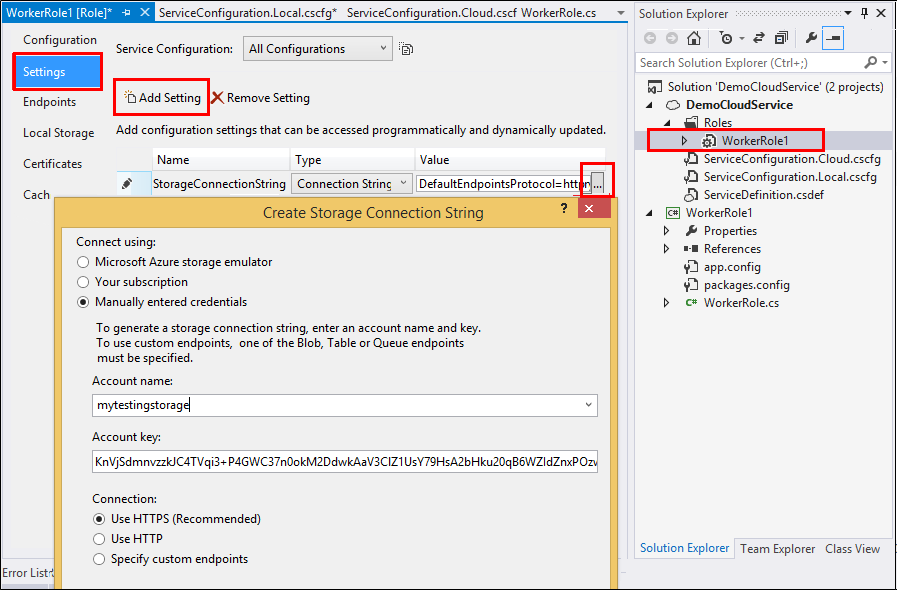 WorkerRole1 [Role]*
ServiceConfiguration.Local.cscfg*
ServiceConfiguration.Cloud.cscf
WorkerRole.cs
Configuration
Settings
Endpoints
Local Storage
Certificates
Cach
Service Configuration:
All Configurations
Add Setting
Remove Setting
Add configuration settings that can be accessed programmatically and dynamically updated.
Name
Type
Value
StorageConnectionString
Connection String
DefaultEndpointsProtocol=http
...
Create Storage Connection String
?
Connect using:
Microsoft Azure storage emulator
Your subscription
Manually entered credentials
To generate a storage connection string, enter an account name and key.
To use custom endpoints, one of the Blob, Table or Queue endpoints
must be specified.
Account name:
mytestingstorage
Account key:
Connection:
Use HTTPS (Recommended)
Use HTTP
Specify custom endpoints
Error List
Solution Explorer
Search Solution Explorer (Ctrl+;)
Solution 'DemoCloudService' (2 projects)
DemoCloudService
Roles
WorkerRole1
ServiceConfiguration.Cloud.cscfg
ServiceConfiguration.Local.cscfg
ServiceDefinition.csdef
C# WorkerRole1
Properties
References
app.config
packages.config
C# WorkerRole.cs
Solution Explorer
Team Explorer
Class View